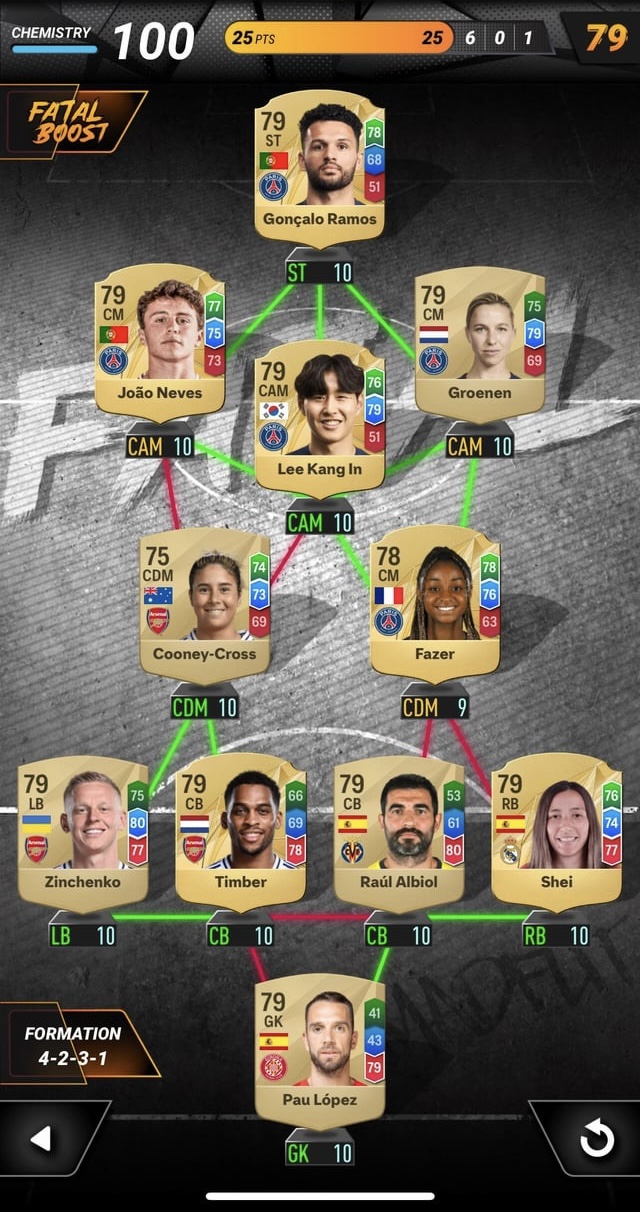 CHEMISTRY 100 25 PTS 25 6 0 1 79
FATAL
BOOST
79
ST
78
68
51
Gonçalo Ramos
ST 10
79
CM
77
75
73
João Neves
CAM 10
79
CM
75
79
69
Groenen
CAM 10
79
CAM
76
79
51
Lee Kang In
CAM 10
75
CDM
74
73
69
Cooney-Cross
CDM 10
78
CM
78
76
63
Fazer
CDM 9
79
LB
75
80
77
Zinchenko
LB 10
79
CB
66
69
78
Timber
CB 10
79
CB
53
61
80
Raúl Albiol
CB 10
79
RB
76
74
77
Shei
RB 10
79
GK
41
43
79
Pau López
GK 10
FORMATION
4-2-3-1